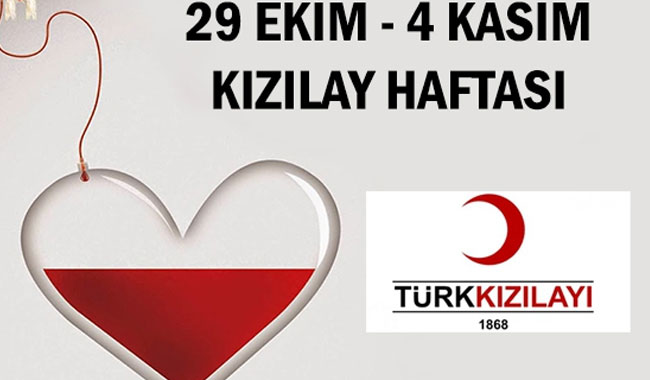 29 EKİM - 4 KASIM
KIZILAY HAFTASI
TÜRKKIZILAYI
1868